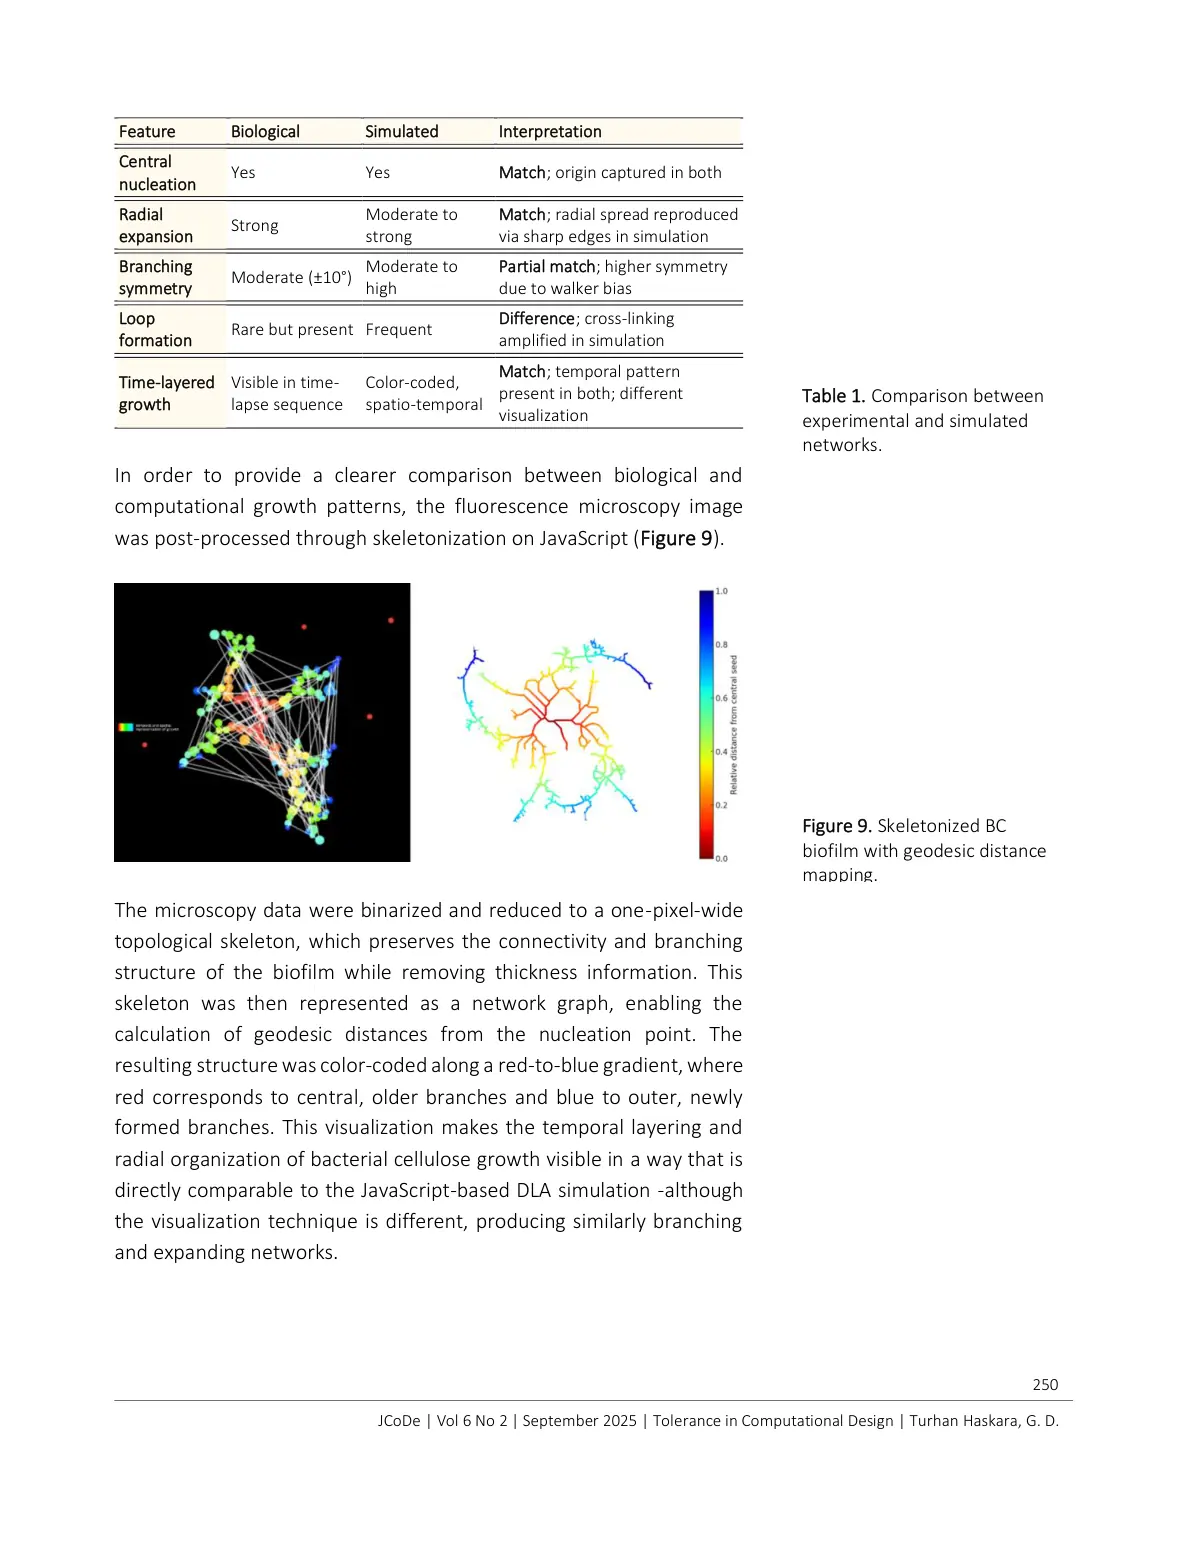 Feature Biological Simulated Interpretation
Central nucleation Yes Yes Match; origin captured in both
Radial expansion Strong Moderate to strong Match; radial spread reproduced via sharp edges in simulation
Branching symmetry Moderate (±10°) Moderate to high Partial match; higher symmetry due to walker bias
Loop formation Rare but present Frequent Difference; cross-linking amplified in simulation
Time-layered growth Visible in time-lapse sequence Color-coded, spatio-temporal Match; temporal pattern present in both; different visualization
Table 1. Comparison between
experimental and simulated
networks.
In order to provide a clearer comparison between biological and
computational growth patterns, the fluorescence microscopy image
was post-processed through skeletonization on JavaScript (Figure 9).
1.0
0.8
0.6
0.4
0.2
0.0
Relative distance from central seed
Figure 9. Skeletonized BC
biofilm with geodesic distance
mapping.
The microscopy data were binarized and reduced to a one-pixel-wide
topological skeleton, which preserves the connectivity and branching
structure of the biofilm while removing thickness information. This
skeleton was then represented as a network graph, enabling the
calculation of geodesic distances from the nucleation point. The
resulting structure was color-coded along a red-to-blue gradient, where
red corresponds to central, older branches and blue to outer, newly
formed branches. This visualization makes the temporal layering and
radial organization of bacterial cellulose growth visible in a way that is
directly comparable to the JavaScript-based DLA simulation -although
the visualization technique is different, producing similarly branching
and expanding networks.
250
JCoDe | Vol 6 No 2 | September 2025 | Tolerance in Computational Design | Turhan Haskara, G. D.